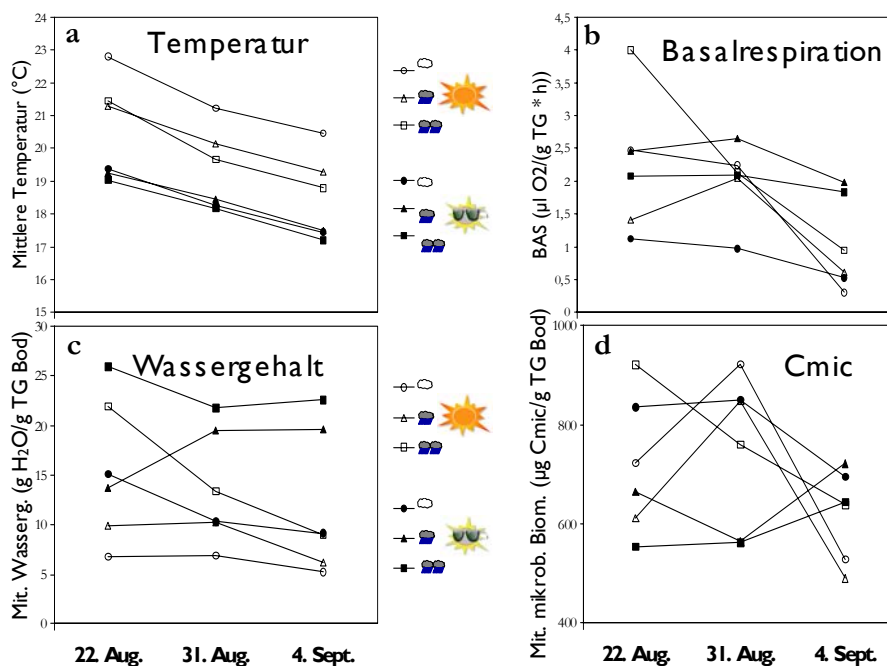 a
Temperatur
Mittlere Temperatur (°C)
24
23
22
21
20
19
18
17
16
15
b
Basalrespiration
BAS (µl O2/(g TG * h))
4,5
4
3,5
3
2,5
2
1,5
1
0,5
0
c
Wassergehalt
Mit. Wasserg. (g H₂O/g TG Bod)
30
25
20
15
10
5
0
22. Aug. 31. Aug. 4. Sept.
d
Cmic
Mit. mikrob. Biom. (µg Cmic/g TG Bod)
1000
800
600
400
22. Aug. 31. Aug. 4. Sept.